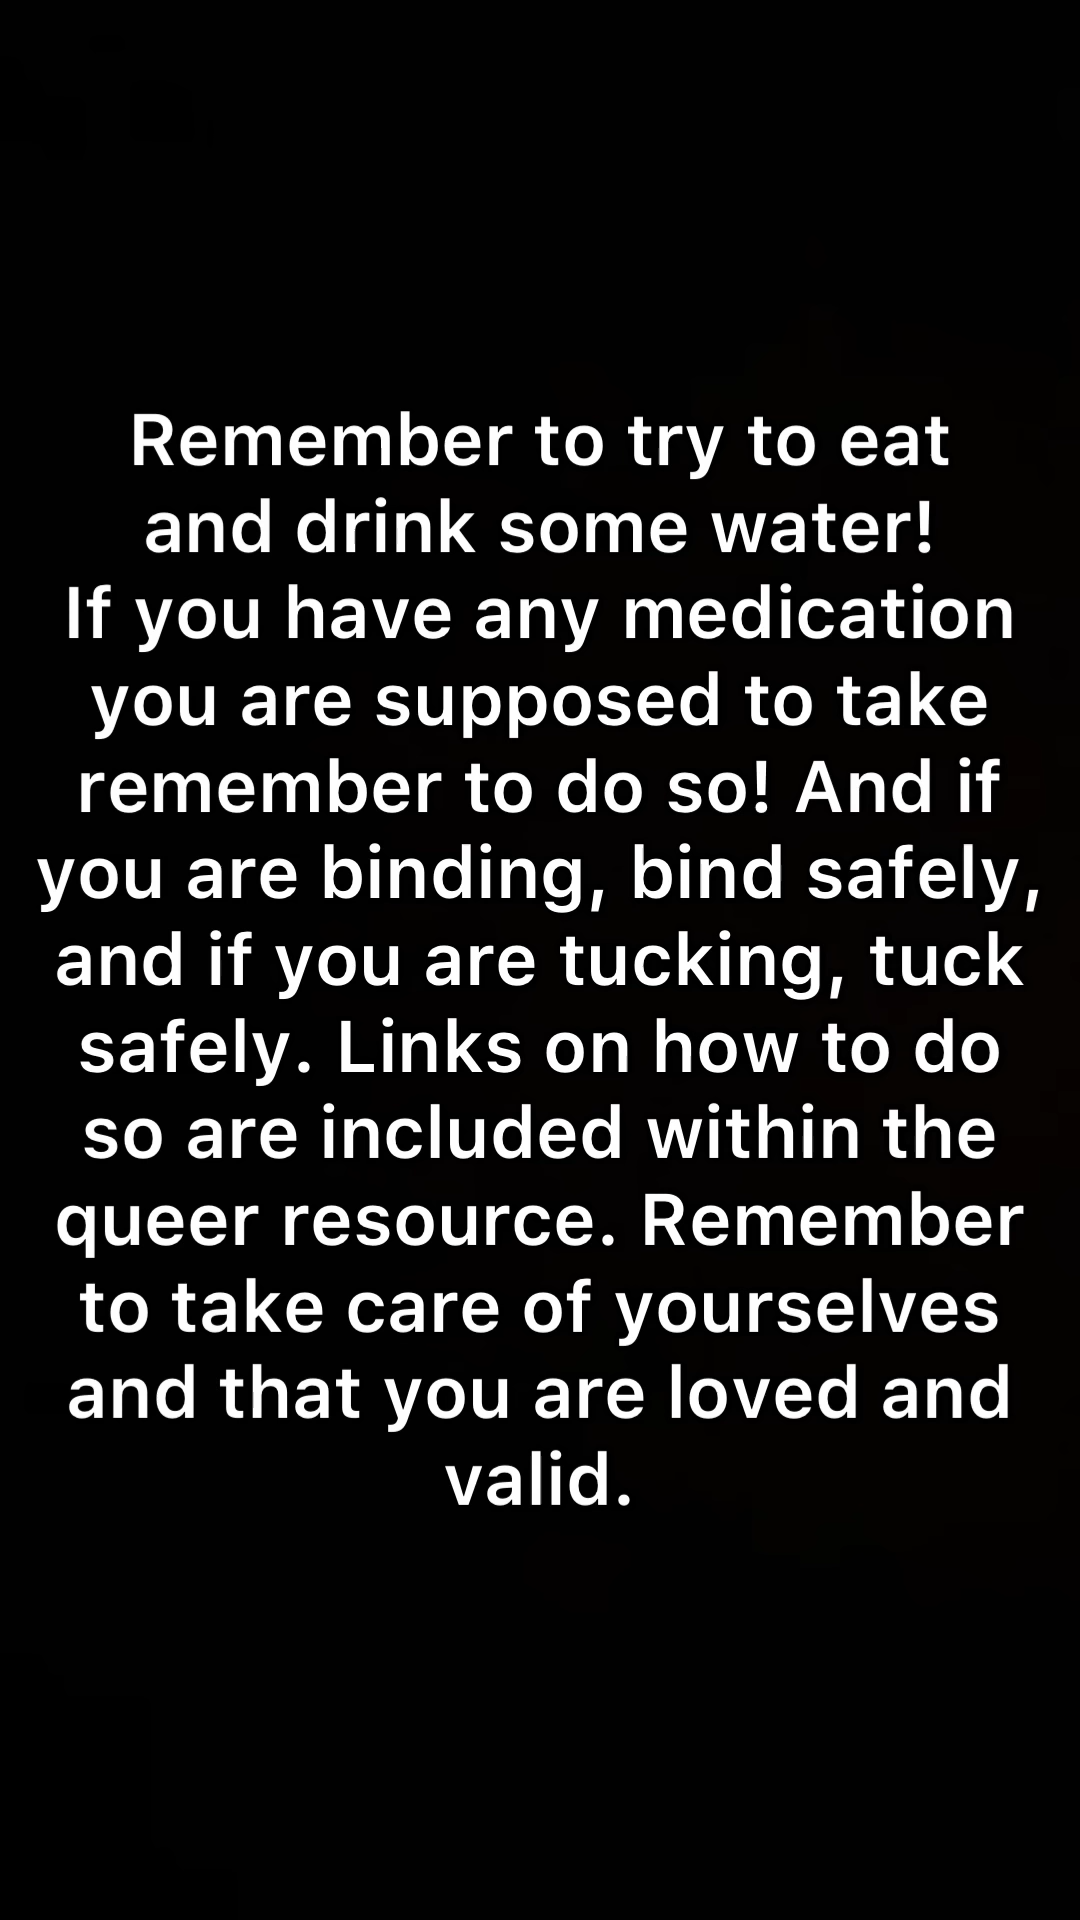 Remember to try to eat
and drink some water!
If you have any medication
you are supposed to take
remember to do so! And if
you are binding, bind safely,
and if you are tucking, tuck
safely. Links on how to do
so are included within the
queer resource. Remember
to take care of yourselves
and that you are loved and
valid.